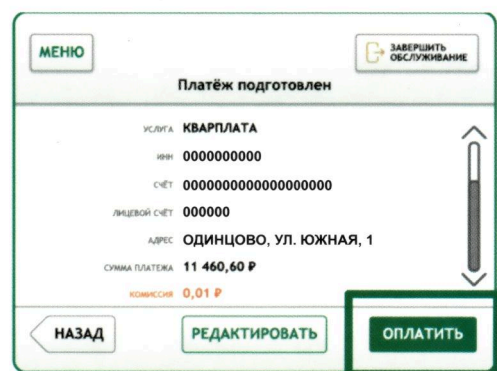 МЕНЮ
ЗАВЕРШИТЬ
ОБСЛУЖИВАНИЕ
Платёж подготовлен
УСЛУГА КВАРПЛАТА
ИНН 0000000000
СЧЁТ 00000000000000000000
ЛИЦЕВОЙ СЧЁТ 000000
АДРЕС ОДИНЦОВО, УЛ. ЮЖНАЯ, 1
СУММА ПЛАТЕЖА 11 460,60 ₽
КОМИССИЯ 0,01 ₽
НАЗАД
РЕДАКТИРОВАТЬ
ОПЛАТИТЬ